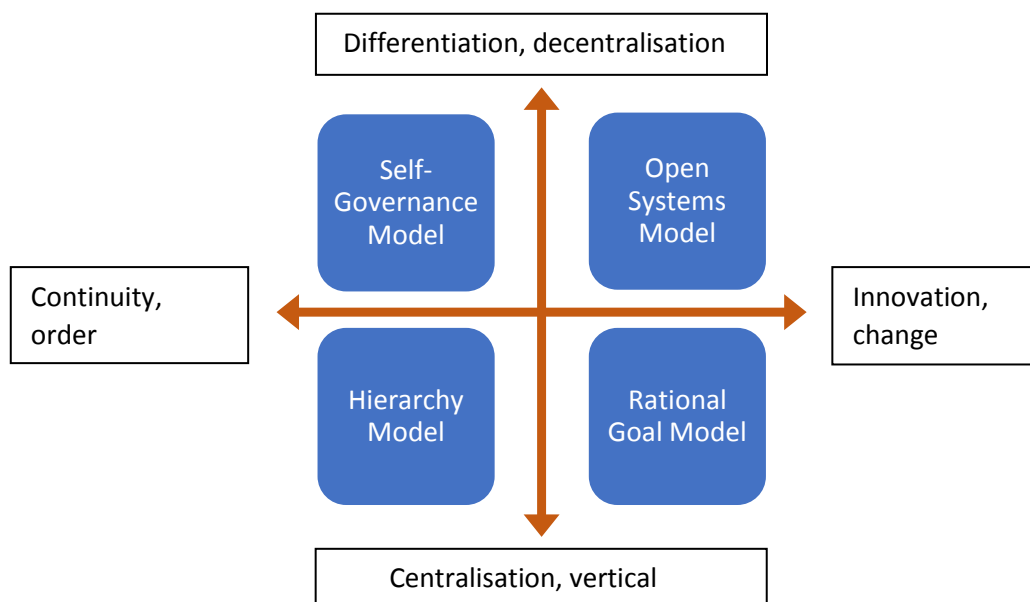 Differentiation, decentralisation
Self-
Governance
Model
Open
Systems
Model
Continuity,
order
Innovation,
change
Hierarchy
Model
Rational
Goal Model
Centralisation, vertical